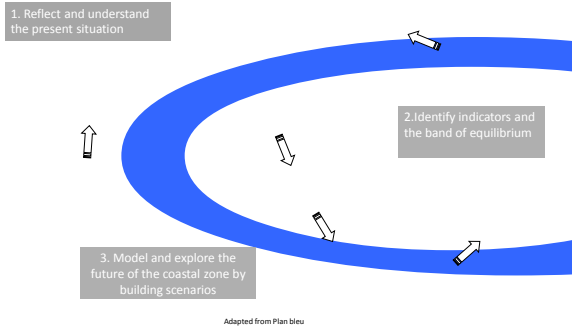 1. Reflect and understand
the present situation
2.Identify indicators and
the band of equilibrium
3. Model and explore the
future of the coastal zone by
building scenarios
Adapted from Plan bleu